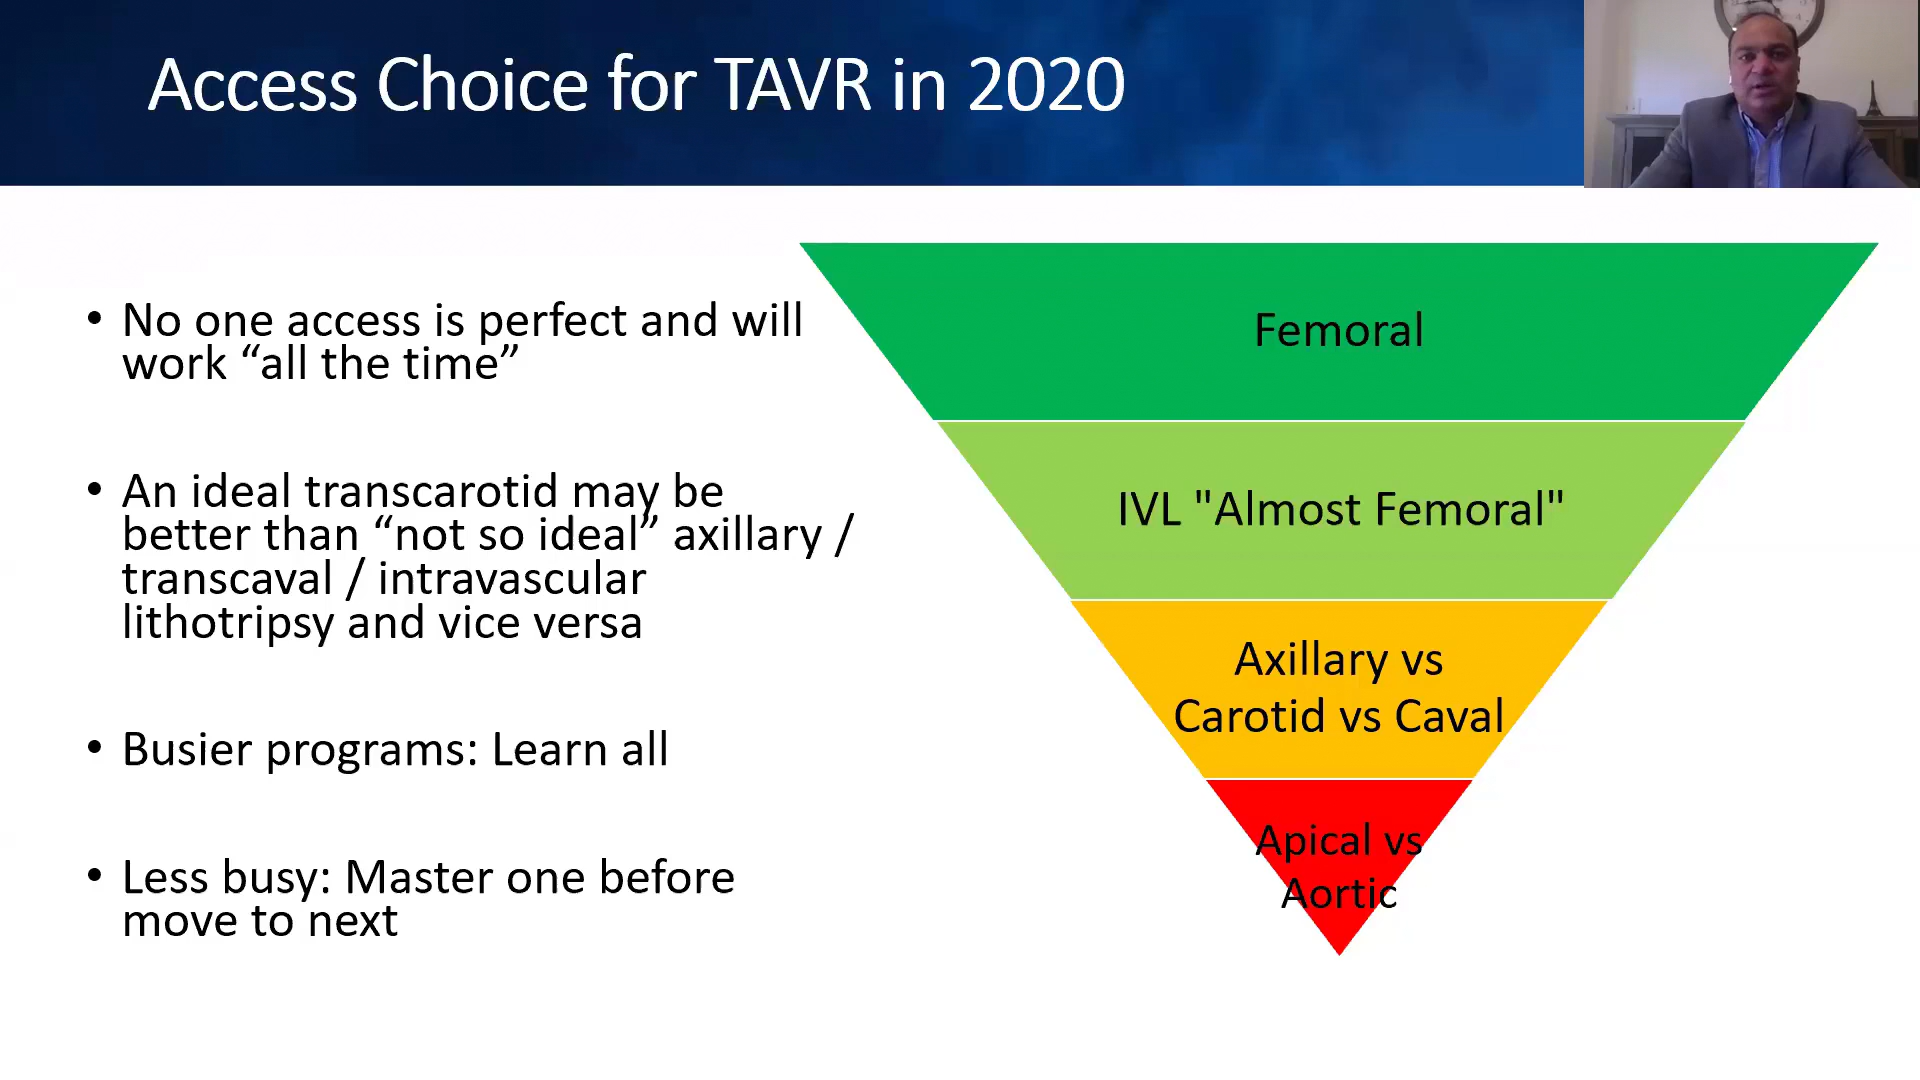 Access Choice for TAVR in 2020
• No one access is perfect and will
work “all the time”
• An ideal transcarotid may be
better than “not so ideal” axillary /
transcaval / intravascular
lithotripsy and vice versa
• Busier programs: Learn all
• Less busy: Master one before
move to next
Femoral
IVL "Almost Femoral"
Axillary vs
Carotid vs Caval
Apical vs
Aortic